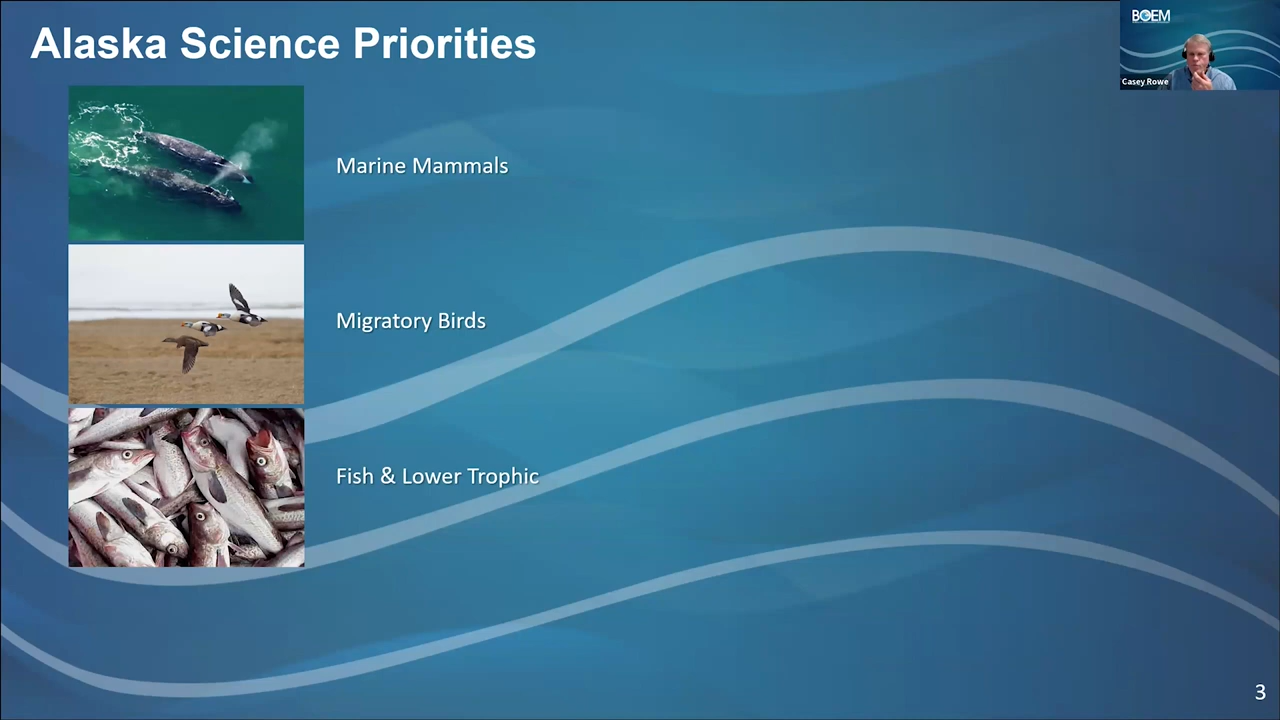 Alaska Science Priorities
BOEM
Casey Rowe
Marine Mammals
Migratory Birds
Fish & Lower Trophic
3